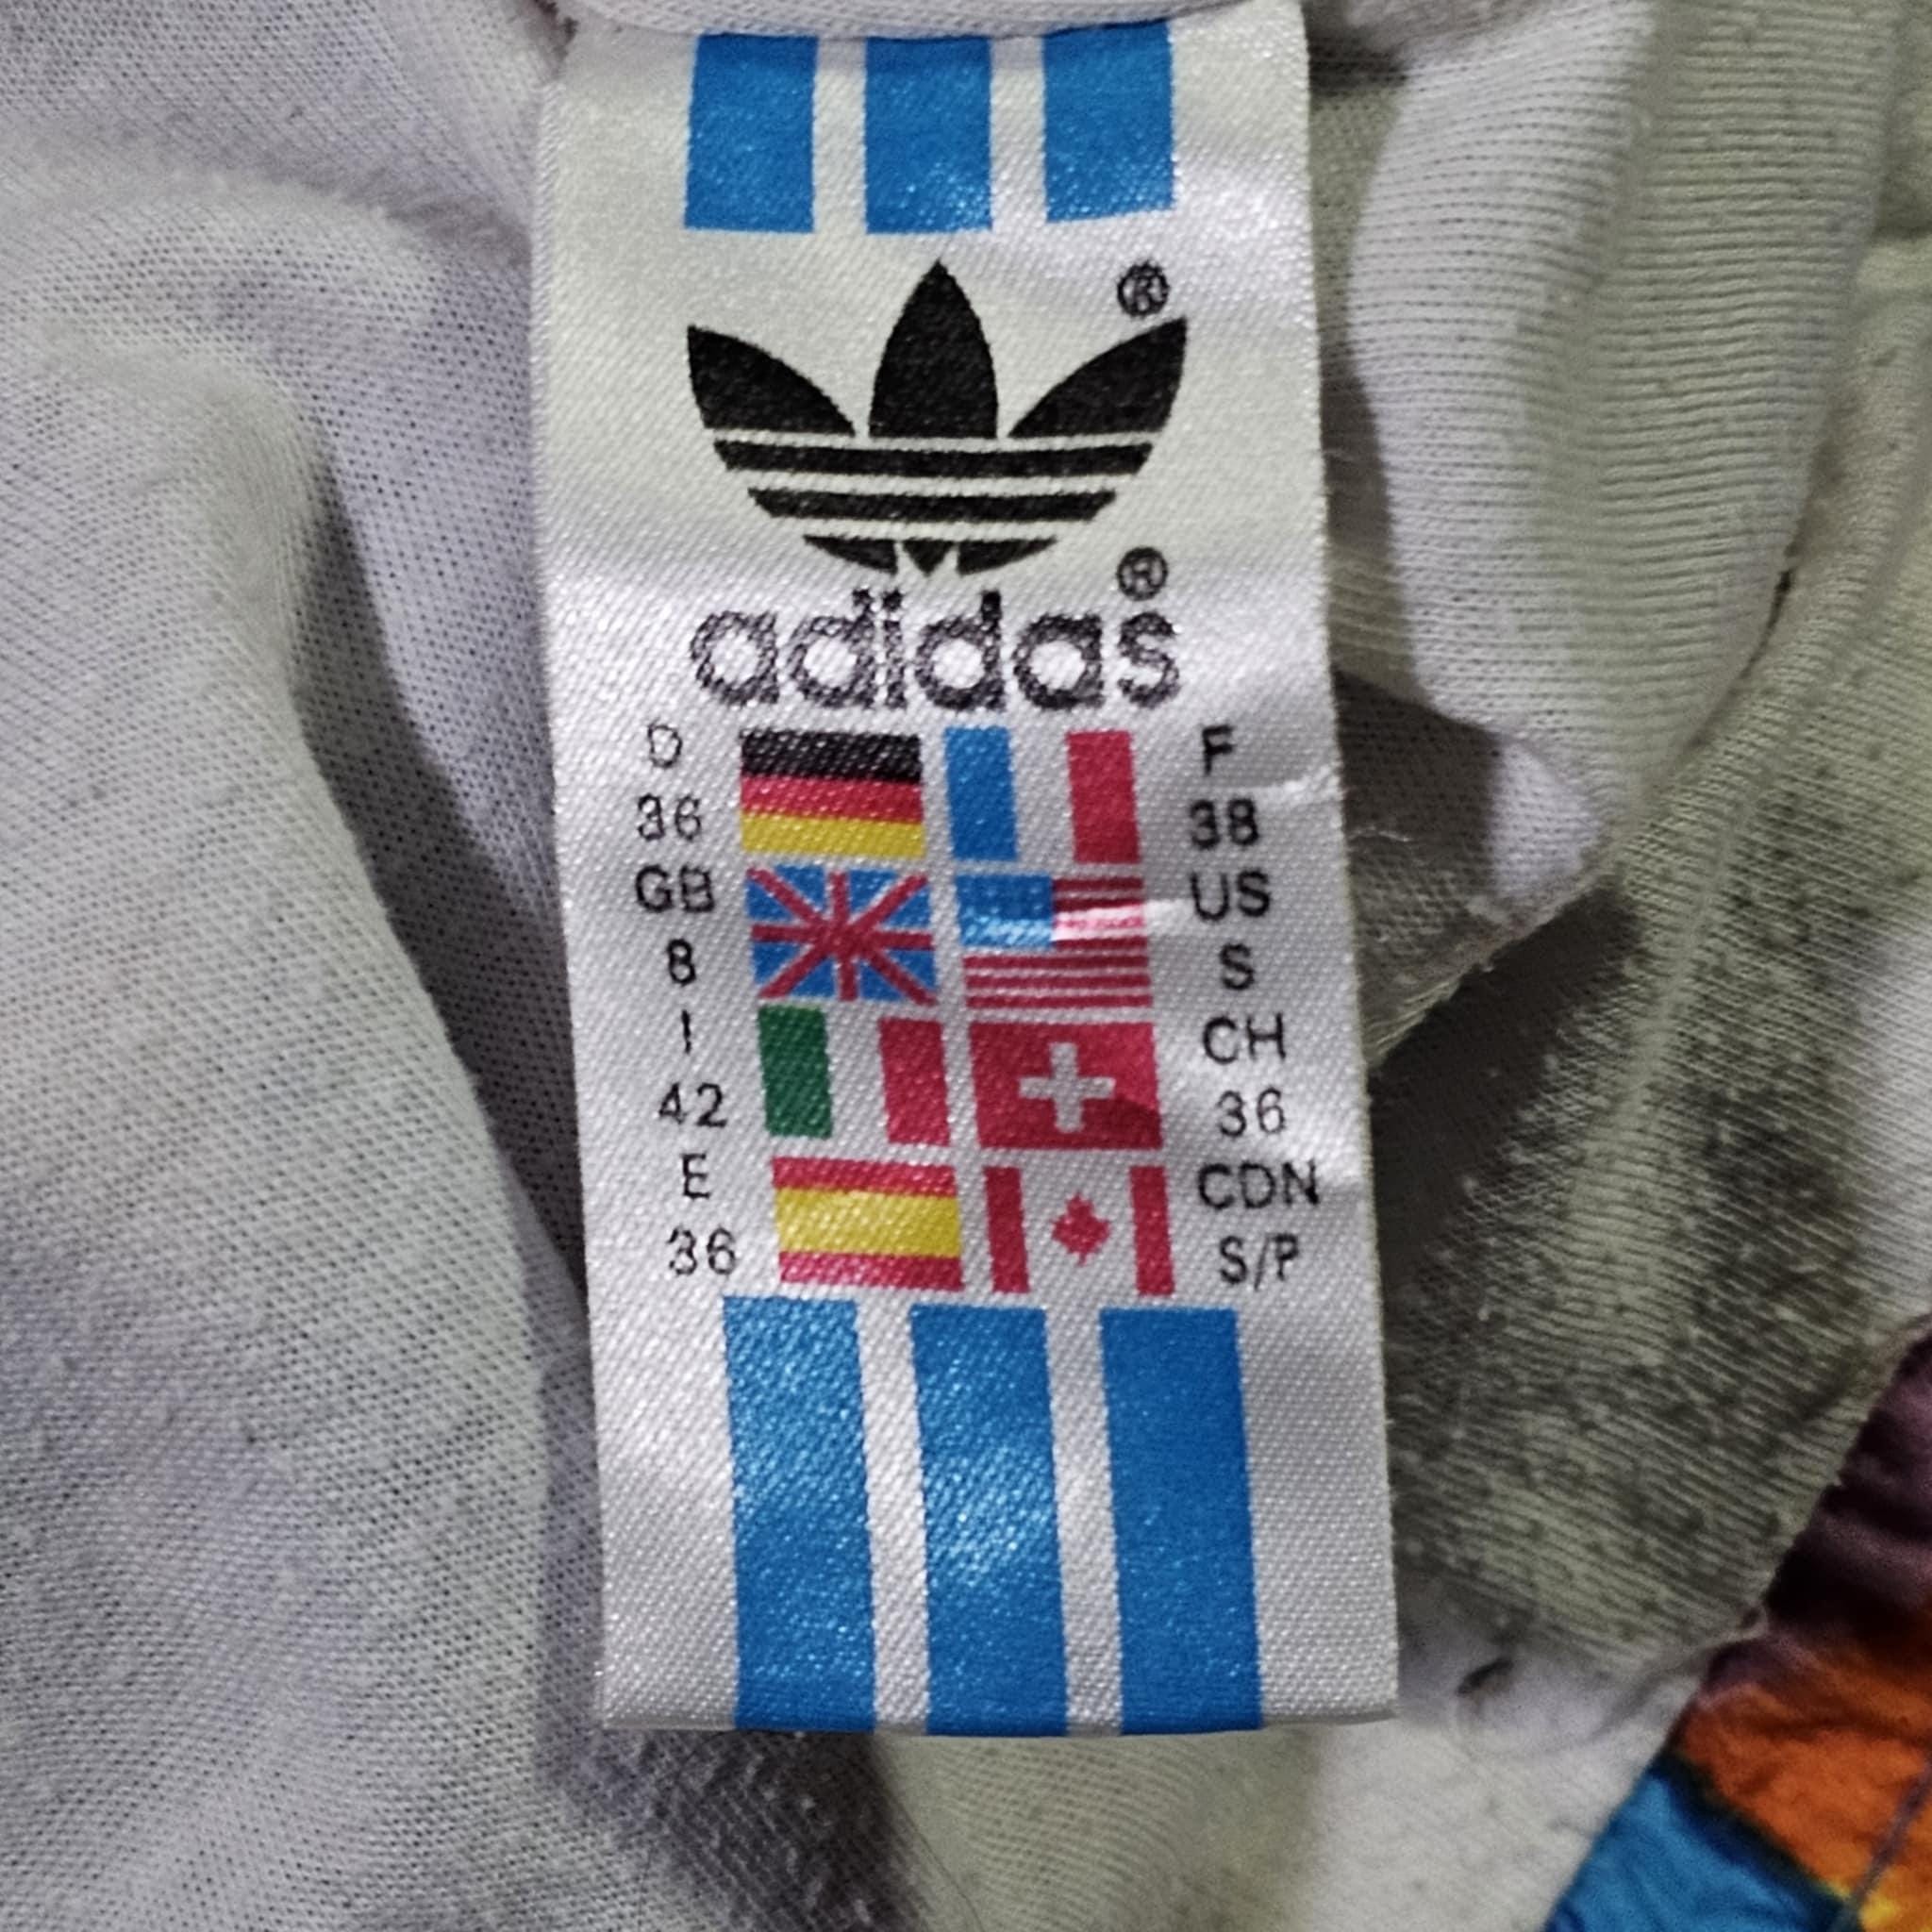 ®
®
adidas
D F
36 38
GB US
8 S
I CH
42 36
E CDN
36 S/P